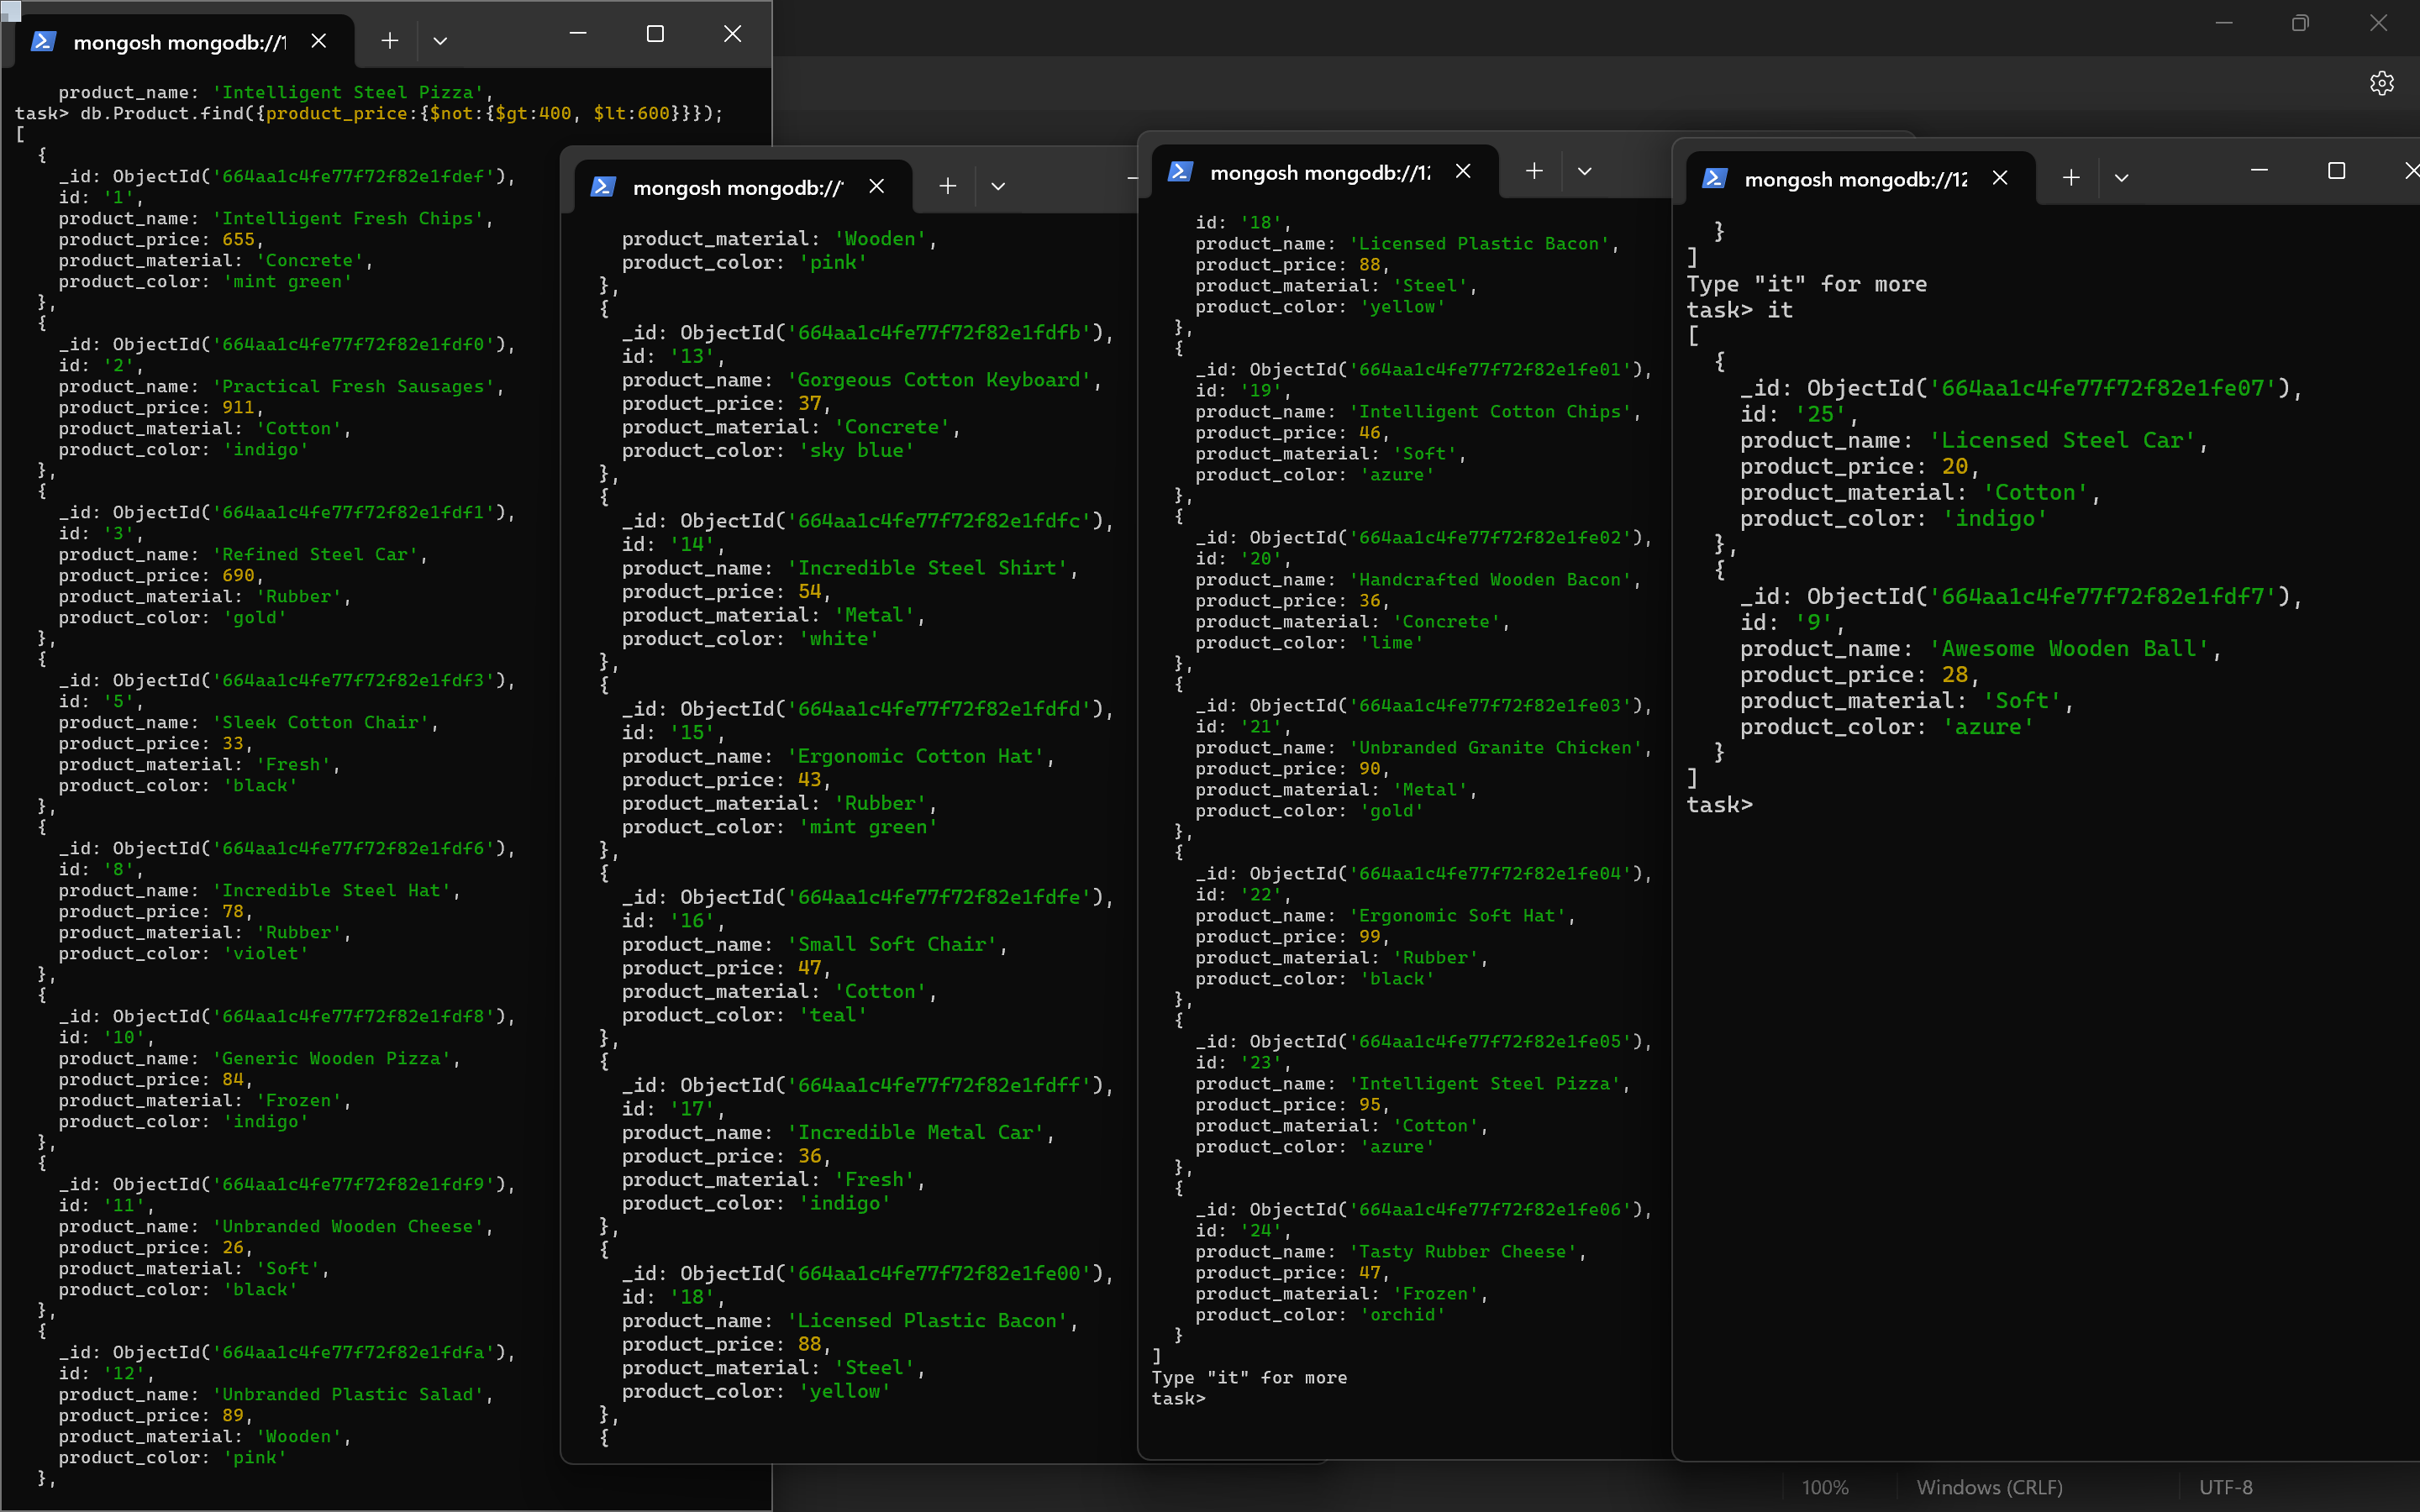 mongosh mongodb://1
product_name: 'Intelligent Steel Pizza',
task> db.Product.find({product_price:{$not:{$gt:400, $lt:600}}});
[
{
_id: ObjectId('664aa1c4fe77f72f82e1fdef'),
id: '1',
product_name: 'Intelligent Fresh Chips',
product_price: 655,
product_material: 'Concrete',
product_color: 'mint green'
},
{
_id: ObjectId('664aa1c4fe77f72f82e1fdf0'),
id: '2',
product_name: 'Practical Fresh Sausages',
product_price: 911,
product_material: 'Cotton',
product_color: 'indigo'
},
{
_id: ObjectId('664aa1c4fe77f72f82e1fdf1'),
id: '3',
product_name: 'Refined Steel Car',
product_price: 690,
product_material: 'Rubber',
product_color: 'gold'
},
{
_id: ObjectId('664aa1c4fe77f72f82e1fdf3'),
id: '5',
product_name: 'Sleek Cotton Chair',
product_price: 33,
product_material: 'Fresh',
product_color: 'black'
},
{
_id: ObjectId('664aa1c4fe77f72f82e1fdf6'),
id: '8',
product_name: 'Incredible Steel Hat',
product_price: 78,
product_material: 'Rubber',
product_color: 'violet'
},
{
_id: ObjectId('664aa1c4fe77f72f82e1fdf8'),
id: '10',
product_name: 'Generic Wooden Pizza',
product_price: 84,
product_material: 'Frozen',
product_color: 'indigo'
},
{
_id: ObjectId('664aa1c4fe77f72f82e1fdf9'),
id: '11',
product_name: 'Unbranded Wooden Cheese',
product_price: 26,
product_material: 'Soft',
product_color: 'black'
},
{
_id: ObjectId('664aa1c4fe77f72f82e1fdfa'),
id: '12',
product_name: 'Unbranded Plastic Salad',
product_price: 89,
product_material: 'Wooden',
product_color: 'pink'
},
mongosh mongodb://
product_material: 'Wooden',
product_color: 'pink'
},
{
_id: ObjectId('664aa1c4fe77f72f82e1fdfb'),
id: '13',
product_name: 'Gorgeous Cotton Keyboard',
product_price: 37,
product_material: 'Concrete',
product_color: 'sky blue'
},
{
_id: ObjectId('664aa1c4fe77f72f82e1fdfc'),
id: '14',
product_name: 'Incredible Steel Shirt',
product_price: 54,
product_material: 'Metal',
product_color: 'white'
},
{
_id: ObjectId('664aa1c4fe77f72f82e1fdfd'),
id: '15',
product_name: 'Ergonomic Cotton Hat',
product_price: 43,
product_material: 'Rubber',
product_color: 'mint green'
},
{
_id: ObjectId('664aa1c4fe77f72f82e1fdfe'),
id: '16',
product_name: 'Small Soft Chair',
product_price: 47,
product_material: 'Cotton',
product_color: 'teal'
},
{
_id: ObjectId('664aa1c4fe77f72f82e1fdff'),
id: '17',
product_name: 'Incredible Metal Car',
product_price: 36,
product_material: 'Fresh',
product_color: 'indigo'
},
{
_id: ObjectId('664aa1c4fe77f72f82e1fe00'),
id: '18',
product_name: 'Licensed Plastic Bacon',
product_price: 88,
product_material: 'Steel',
product_color: 'yellow'
},
{
mongosh mongodb://1
id: '18',
product_name: 'Licensed Plastic Bacon',
product_price: 88,
product_material: 'Steel',
product_color: 'yellow'
},
{
_id: ObjectId('664aa1c4fe77f72f82e1fe01'),
id: '19',
product_name: 'Intelligent Cotton Chips',
product_price: 46,
product_material: 'Soft',
product_color: 'azure'
},
{
_id: ObjectId('664aa1c4fe77f72f82e1fe02'),
id: '20',
product_name: 'Handcrafted Wooden Bacon',
product_price: 36,
product_material: 'Concrete',
product_color: 'lime'
},
{
_id: ObjectId('664aa1c4fe77f72f82e1fe03'),
id: '21',
product_name: 'Unbranded Granite Chicken',
product_price: 90,
product_material: 'Metal',
product_color: 'gold'
},
{
_id: ObjectId('664aa1c4fe77f72f82e1fe04'),
id: '22',
product_name: 'Ergonomic Soft Hat',
product_price: 99,
product_material: 'Rubber',
product_color: 'black'
},
{
_id: ObjectId('664aa1c4fe77f72f82e1fe05'),
id: '23',
product_name: 'Intelligent Steel Pizza',
product_price: 95,
product_material: 'Cotton',
product_color: 'azure'
},
{
_id: ObjectId('664aa1c4fe77f72f82e1fe06'),
id: '24',
product_name: 'Tasty Rubber Cheese',
product_price: 47,
product_material: 'Frozen',
product_color: 'orchid'
}
]
Type "it" for more
task>
mongosh mongodb://12
}
]
Type "it" for more
task> it
[
{
_id: ObjectId('664aa1c4fe77f72f82e1fe07'),
id: '25',
product_name: 'Licensed Steel Car',
product_price: 20,
product_material: 'Cotton',
product_color: 'indigo'
},
{
_id: ObjectId('664aa1c4fe77f72f82e1fdf7'),
id: '9',
product_name: 'Awesome Wooden Ball',
product_price: 28,
product_material: 'Soft',
product_color: 'azure'
}
]
task>
100% Windows (CRLF) UTF-8